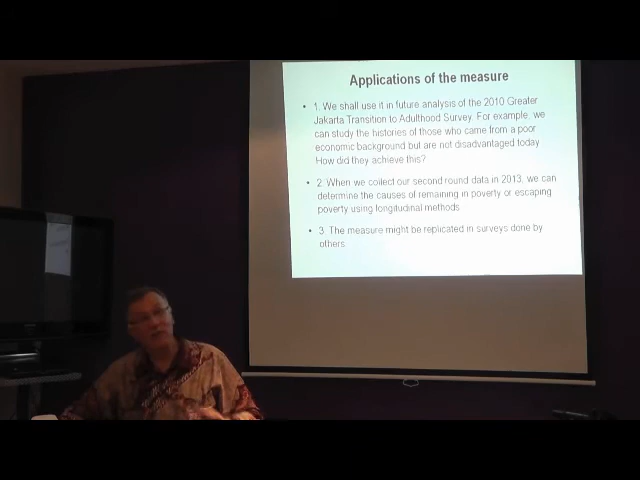 Applications of the measure
• 1. We shall use it in future analysis of the 2010 Greater
Jakarta Transition to Adulthood Survey. For example, we
can study the histories of those who came from a poor
economic background but are not disadvantaged today
How did they achieve this?
• 2. When we collect our second round data in 2013, we can
determine the causes of remaining in poverty or escaping
poverty using longitudinal methods
• 3. The measure might be replicated in surveys done by
others